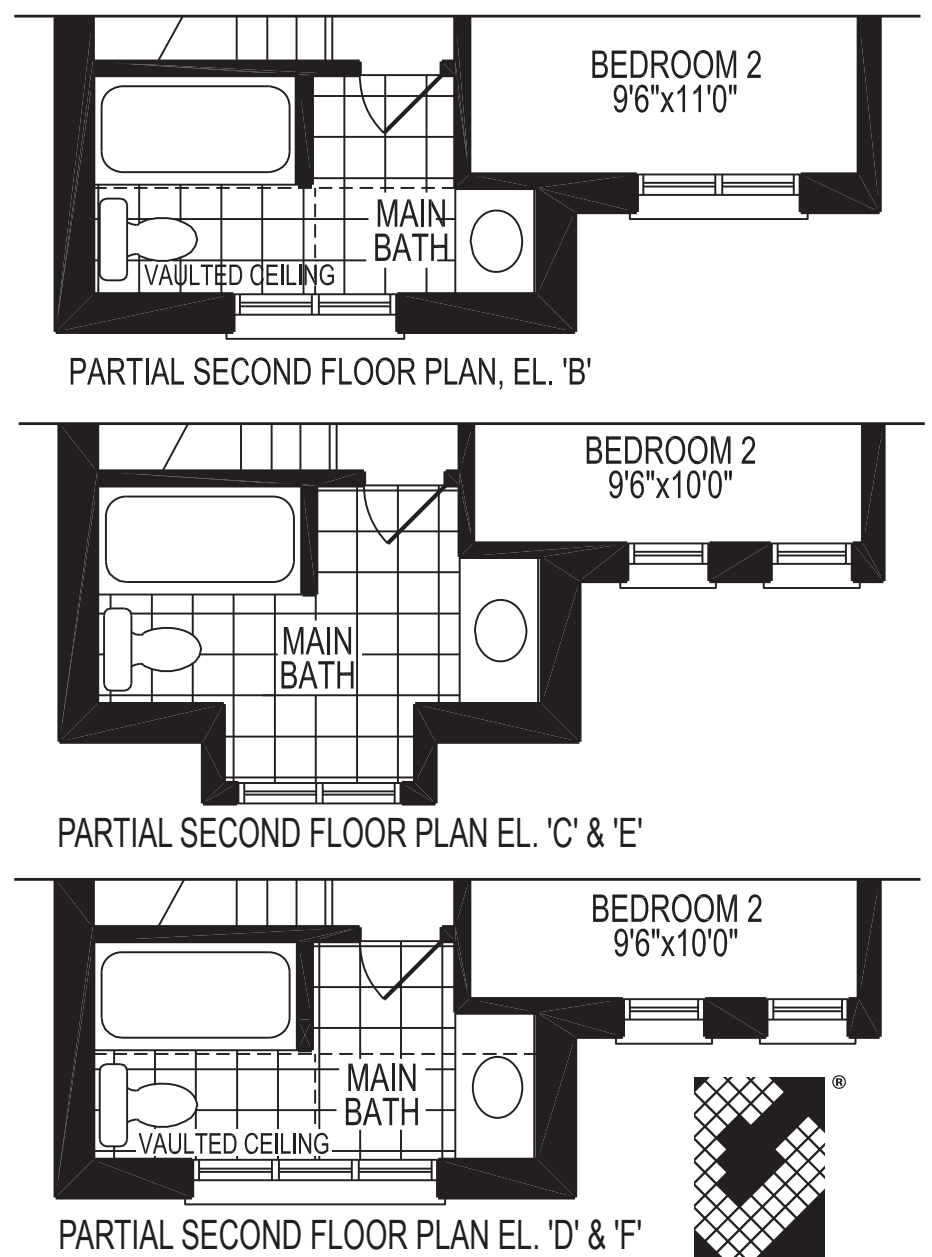 BEDROOM 2
9'6"x11'0"
MAIN
BATH
VAULTED CEILING
PARTIAL SECOND FLOOR PLAN, EL. 'B'
BEDROOM 2
9'6"x10'0"
MAIN
BATH
PARTIAL SECOND FLOOR PLAN EL. 'C' & 'E'
BEDROOM 2
9'6"x10'0"
MAIN
BATH
VAULTED CEILING
®
PARTIAL SECOND FLOOR PLAN EL. 'D' & 'F'